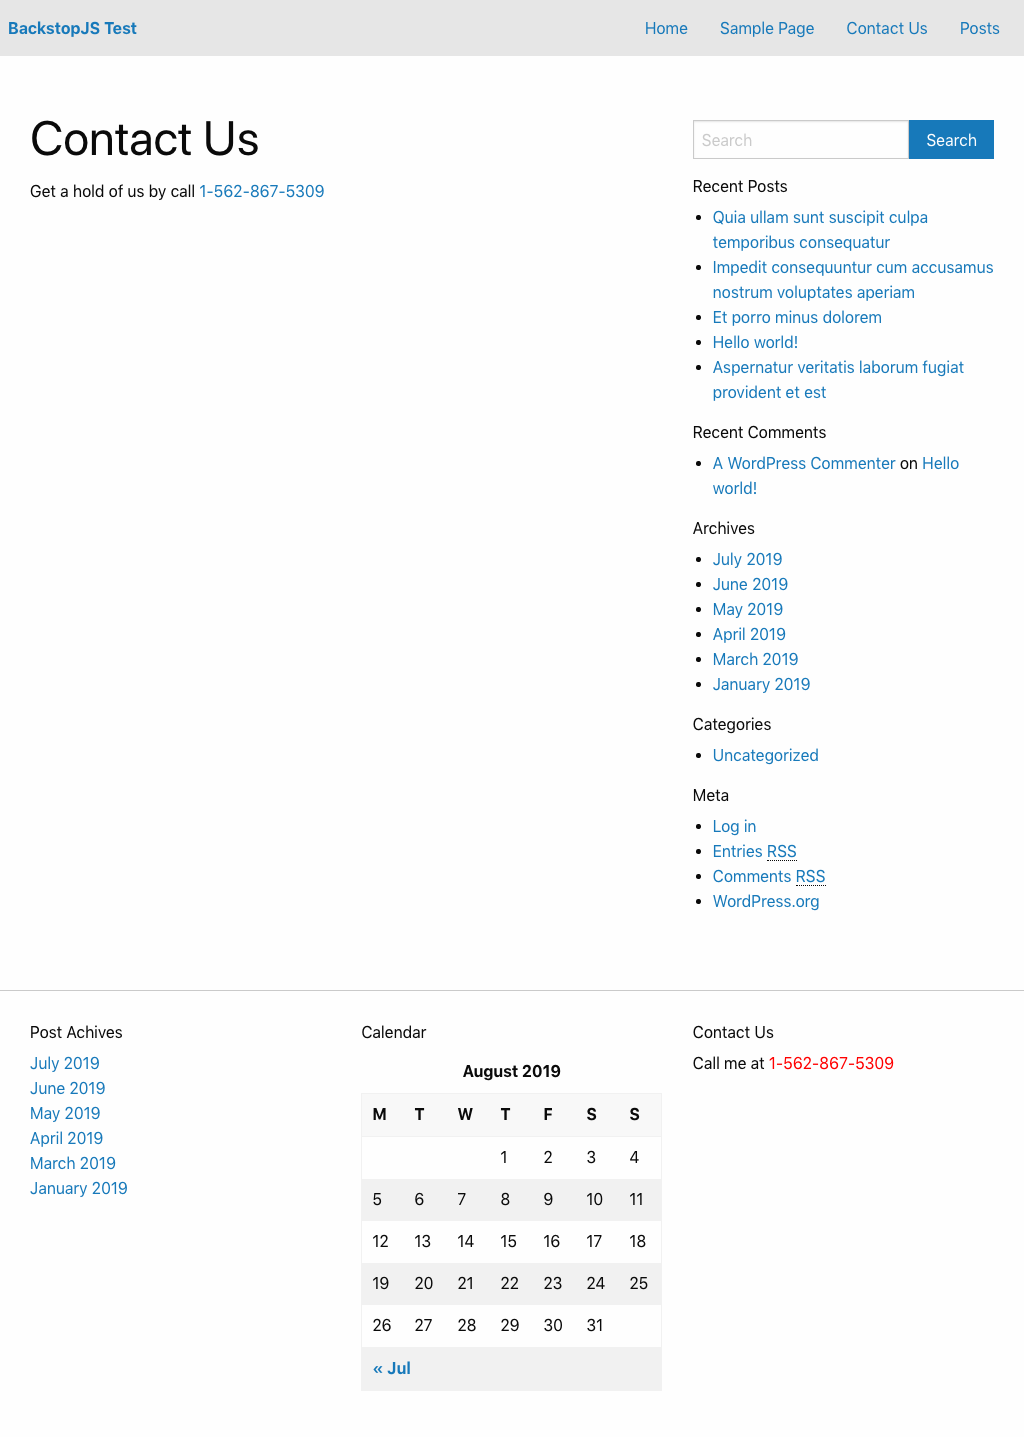 BackstopJS Test
Home Sample Page Contact Us Posts
Contact Us
Get a hold of us by call 1-562-867-5309
Search Search
Recent Posts
Quia ullam sunt suscipit culpa
temporibus consequatur
Impedit consequuntur cum accusamus
nostrum voluptates aperiam
Et porro minus dolorem
Hello world!
Aspernatur veritatis laborum fugiat
provident et est
Recent Comments
A WordPress Commenter on Hello
world!
Archives
July 2019
June 2019
May 2019
April 2019
March 2019
January 2019
Categories
Uncategorized
Meta
Log in
Entries RSS
Comments RSS
WordPress.org
Post Achives
July 2019
June 2019
May 2019
April 2019
March 2019
January 2019
Calendar
August 2019
M T W T F S S
1 2 3 4
5 6 7 8 9 10 11
12 13 14 15 16 17 18
19 20 21 22 23 24 25
26 27 28 29 30 31
« Jul
Contact Us
Call me at 1-562-867-5309